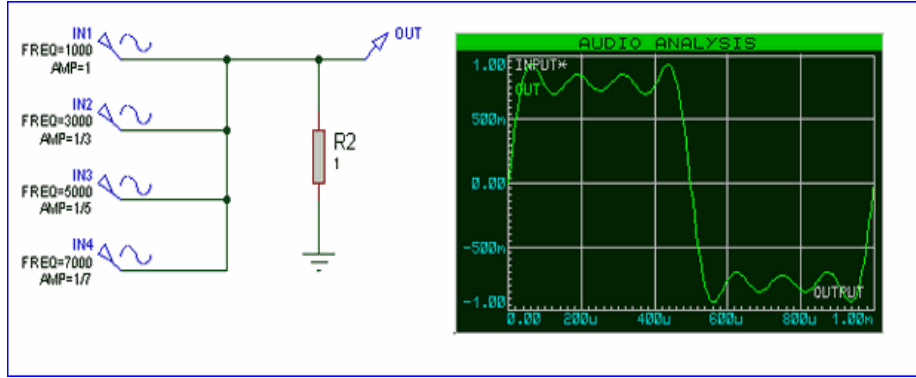 IN1
FREQ=1000
AMP=1
IN2
FREQ=3000
AMP=1/3
IN3
FREQ=5000
AMP=1/5
IN4
FREQ=7000
AMP=1/7
OUT
R2
1
AUDIO ANALYSIS
1.00
INPUT*
OUT
500m
0.00
-500m
OUTPUT
-1.00
0.00 200u 400u 600u 800u 1.00m